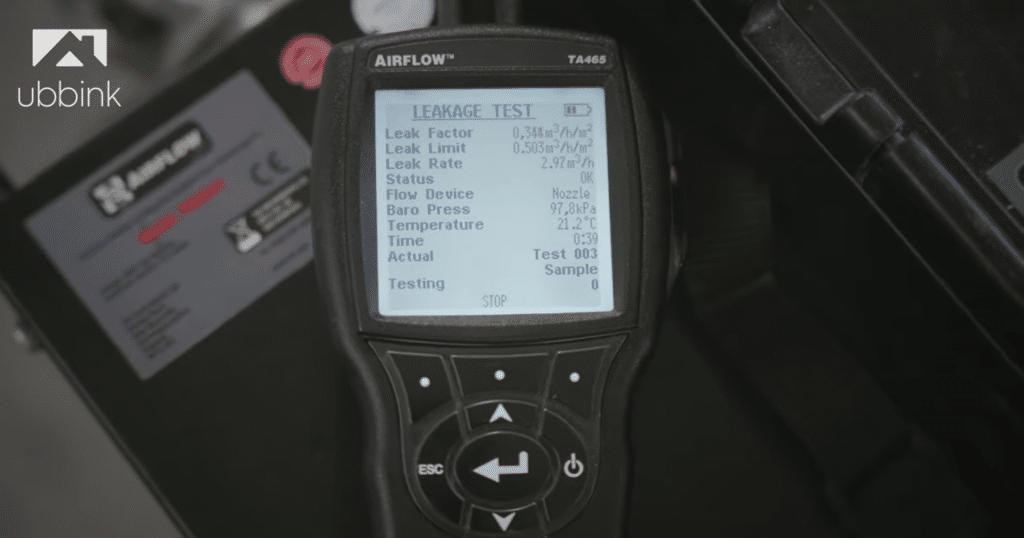 ubbink
AIRFLOW™ TA465
LEAKAGE TEST
Leak Factor 0,344m³/h/m²
Leak Limit 0.503m³/h/m²
Leak Rate 2.97m³/h
Status OK
Flow Device Nozzle
Baro Press 97,8kPa
Temperature 21.2°C
Time 0:39
Actual Test 003
Sample
Testing 0
STOP
ESC
AIRFLOW
CE